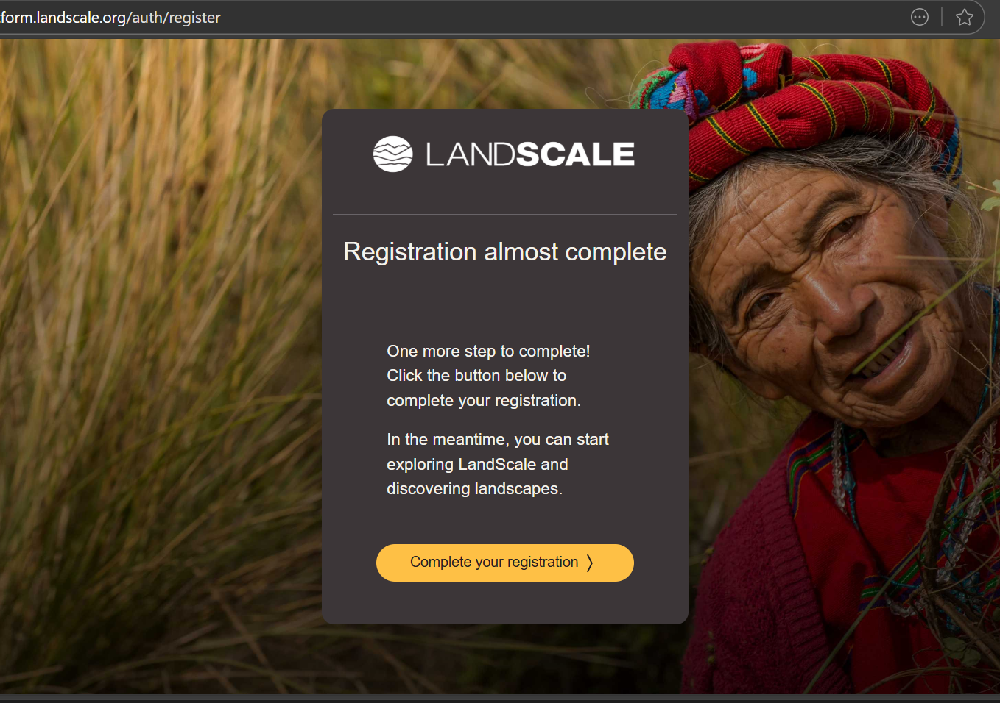 form.landscale.org/auth/register
LANDSCALE
Registration almost complete
One more step to complete!
Click the button below to
complete your registration.
In the meantime, you can start
exploring LandScale and
discovering landscapes.
Complete your registration